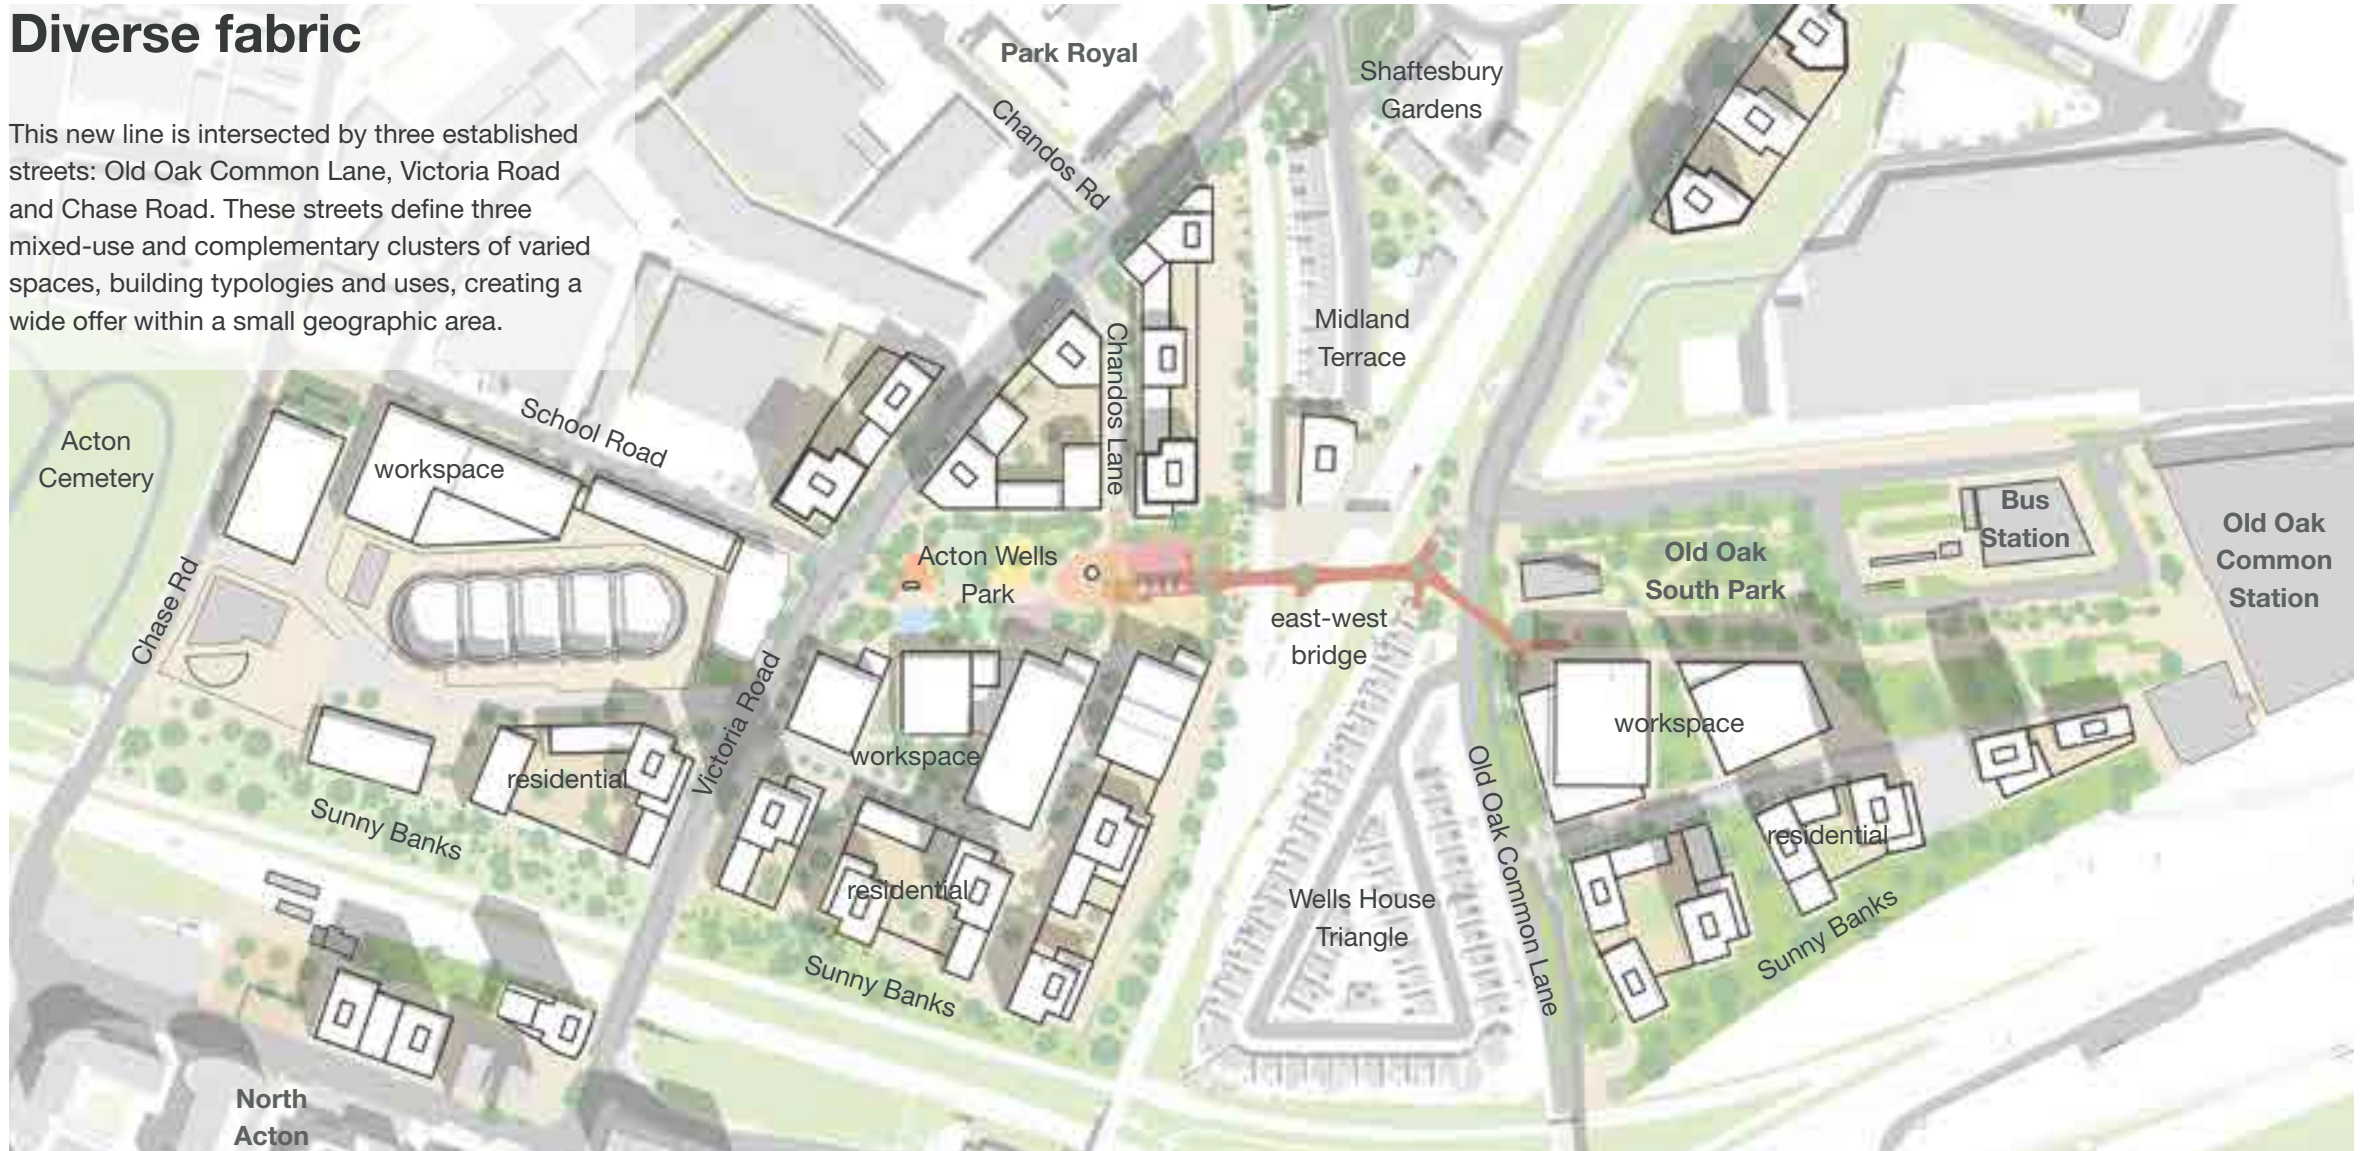 Diverse fabric
This new line is intersected by three established
streets: Old Oak Common Lane, Victoria Road
and Chase Road. These streets define three
mixed-use and complementary clusters of varied
spaces, building typologies and uses, creating a
wide offer within a small geographic area.
Park Royal
Shaftesbury
Gardens
Chandos Rd
Midland
Terrace
Chandos Lane
School Road
Acton
Cemetery
workspace
Chase Rd
Acton Wells
Park
east-west
bridge
Old Oak
South Park
Bus
Station
Old Oak
Common
Station
Victoria Road
workspace
workspace
residential
residential
residential
Sunny Banks
Sunny Banks
Sunny Banks
Wells House
Triangle
Old Oak Common Lane
North
Acton